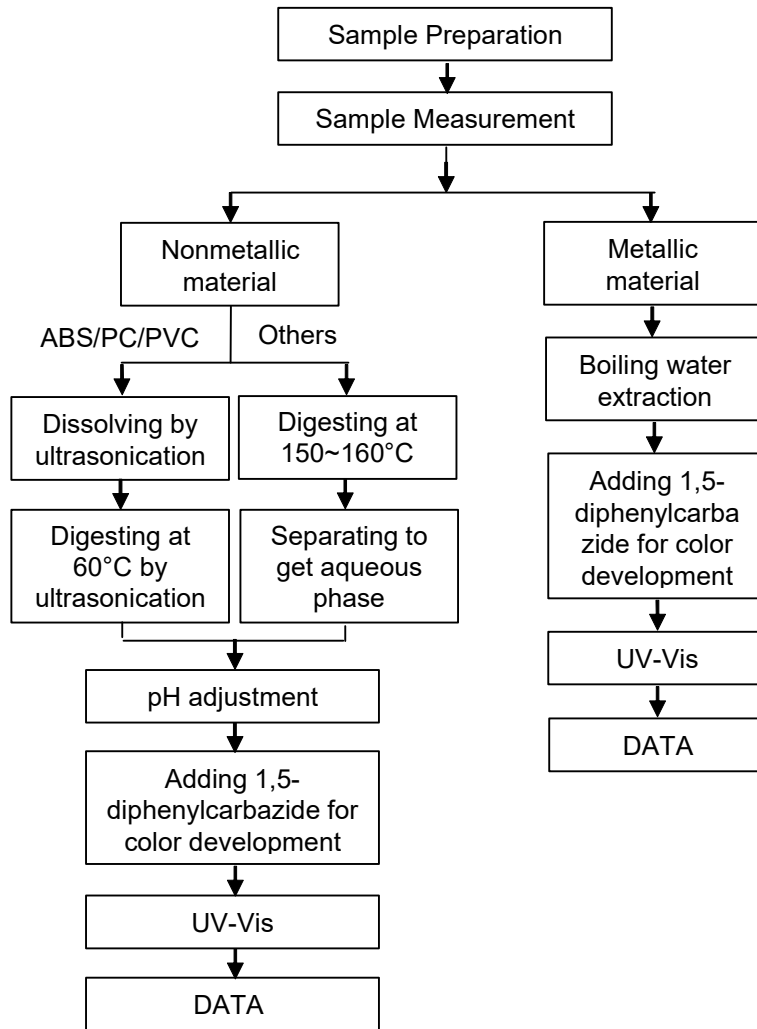 Sample Preparation
Sample Measurement
Nonmetallic
material
Metallic
material
ABS/PC/PVC
Others
Boiling water
extraction
Dissolving by
ultrasonication
Digesting at
150~160°C
Adding 1,5-
diphenylcarba
zide for color
development
Digesting at
60°C by
ultrasonication
Separating to
get aqueous
phase
UV-Vis
pH adjustment
DATA
Adding 1,5-
diphenylcarbazide for
color development
UV-Vis
DATA